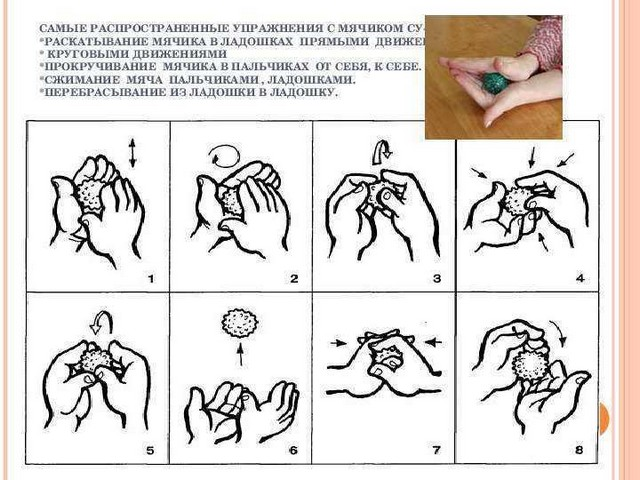 САМЫЕ РАСПРОСТРАНЕННЫЕ УПРАЖНЕНИЯ С МЯЧИКОМ СУ-
*РАСКАТЫВАНИЕ МЯЧИКА В ЛАДОШКАХ ПРЯМЫМИ ДВИЖЕ
* КРУГОВЫМИ ДВИЖЕНИЯМИ
*ПРОКРУЧИВАНИЕ МЯЧИКА В ПАЛЬЧИКАХ ОТ СЕБЯ, К СЕБЕ.
*СЖИМАНИЕ МЯЧА ПАЛЬЧИКАМИ , ЛАДОШКАМИ.
*ПЕРЕБРАСЫВАНИЕ ИЗ ЛАДОШКИ В ЛАДОШКУ.
1 2 3 4
5 6 7 8